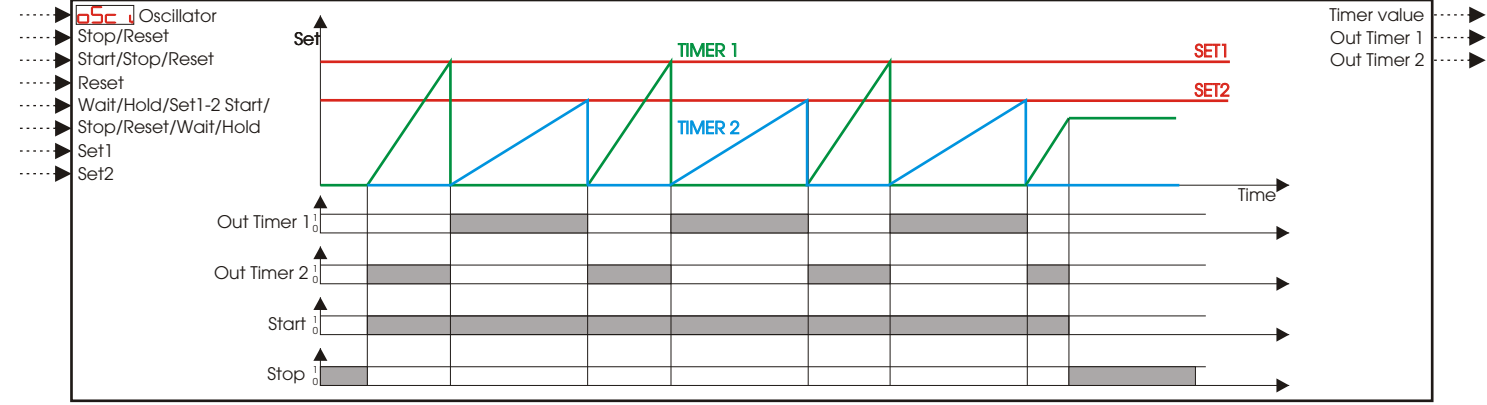 oSc i Oscillator
Stop/Reset
Start/Stop/Reset
Reset
Wait/Hold/Set1-2 Start/
Stop/Reset/Wait/Hold
Set1
Set2
Timer value
Out Timer 1
Out Timer 2
Set
TIMER 1
SET1
SET2
TIMER 2
Time
Out Timer 1 1
0
Out Timer 2 1
0
Start 1
0
Stop 1
0